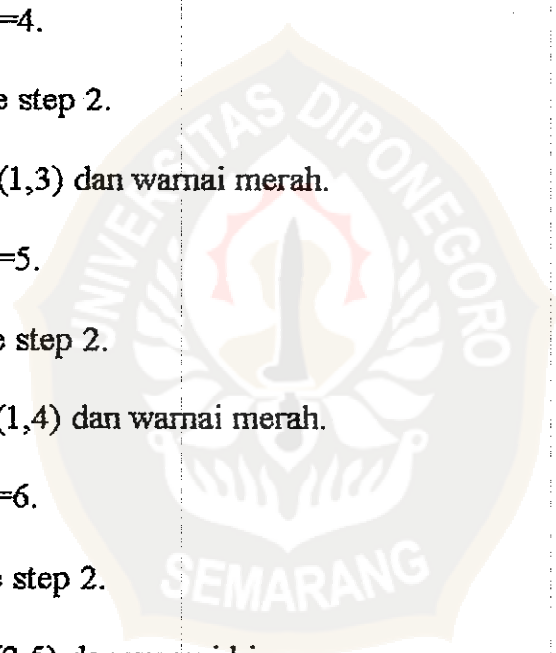 =4.
step 2.
(1,3) dan warnai merah.
=5.
step 2.
(1,4) dan warnai merah.
=6.
step 2.
UNIVERSITAS DIPONEGORO
SEMARANG